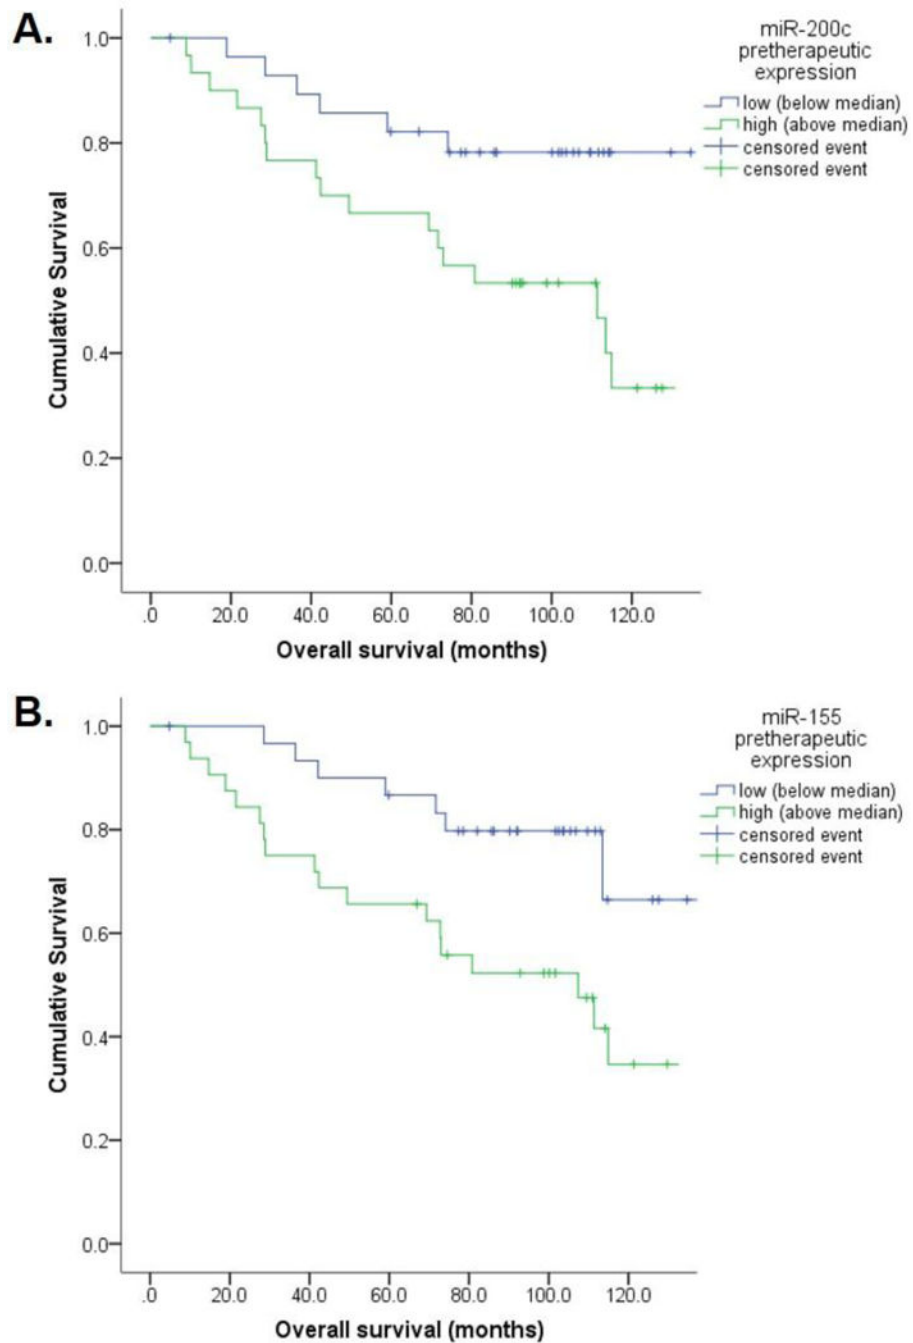 A.
miR-200c
pretherapeutic
expression
low (below median)
high (above median)
censored event
censored event
Cumulative Survival
1.0
0.8
0.6
0.4
0.2
0.0
.0 20.0 40.0 60.0 80.0 100.0 120.0
Overall survival (months)
B.
miR-155
pretherapeutic
expression
low (below median)
high (above median)
censored event
censored event
Cumulative Survival
1.0
0.8
0.6
0.4
0.2
0.0
.0 20.0 40.0 60.0 80.0 100.0 120.0
Overall survival (months)